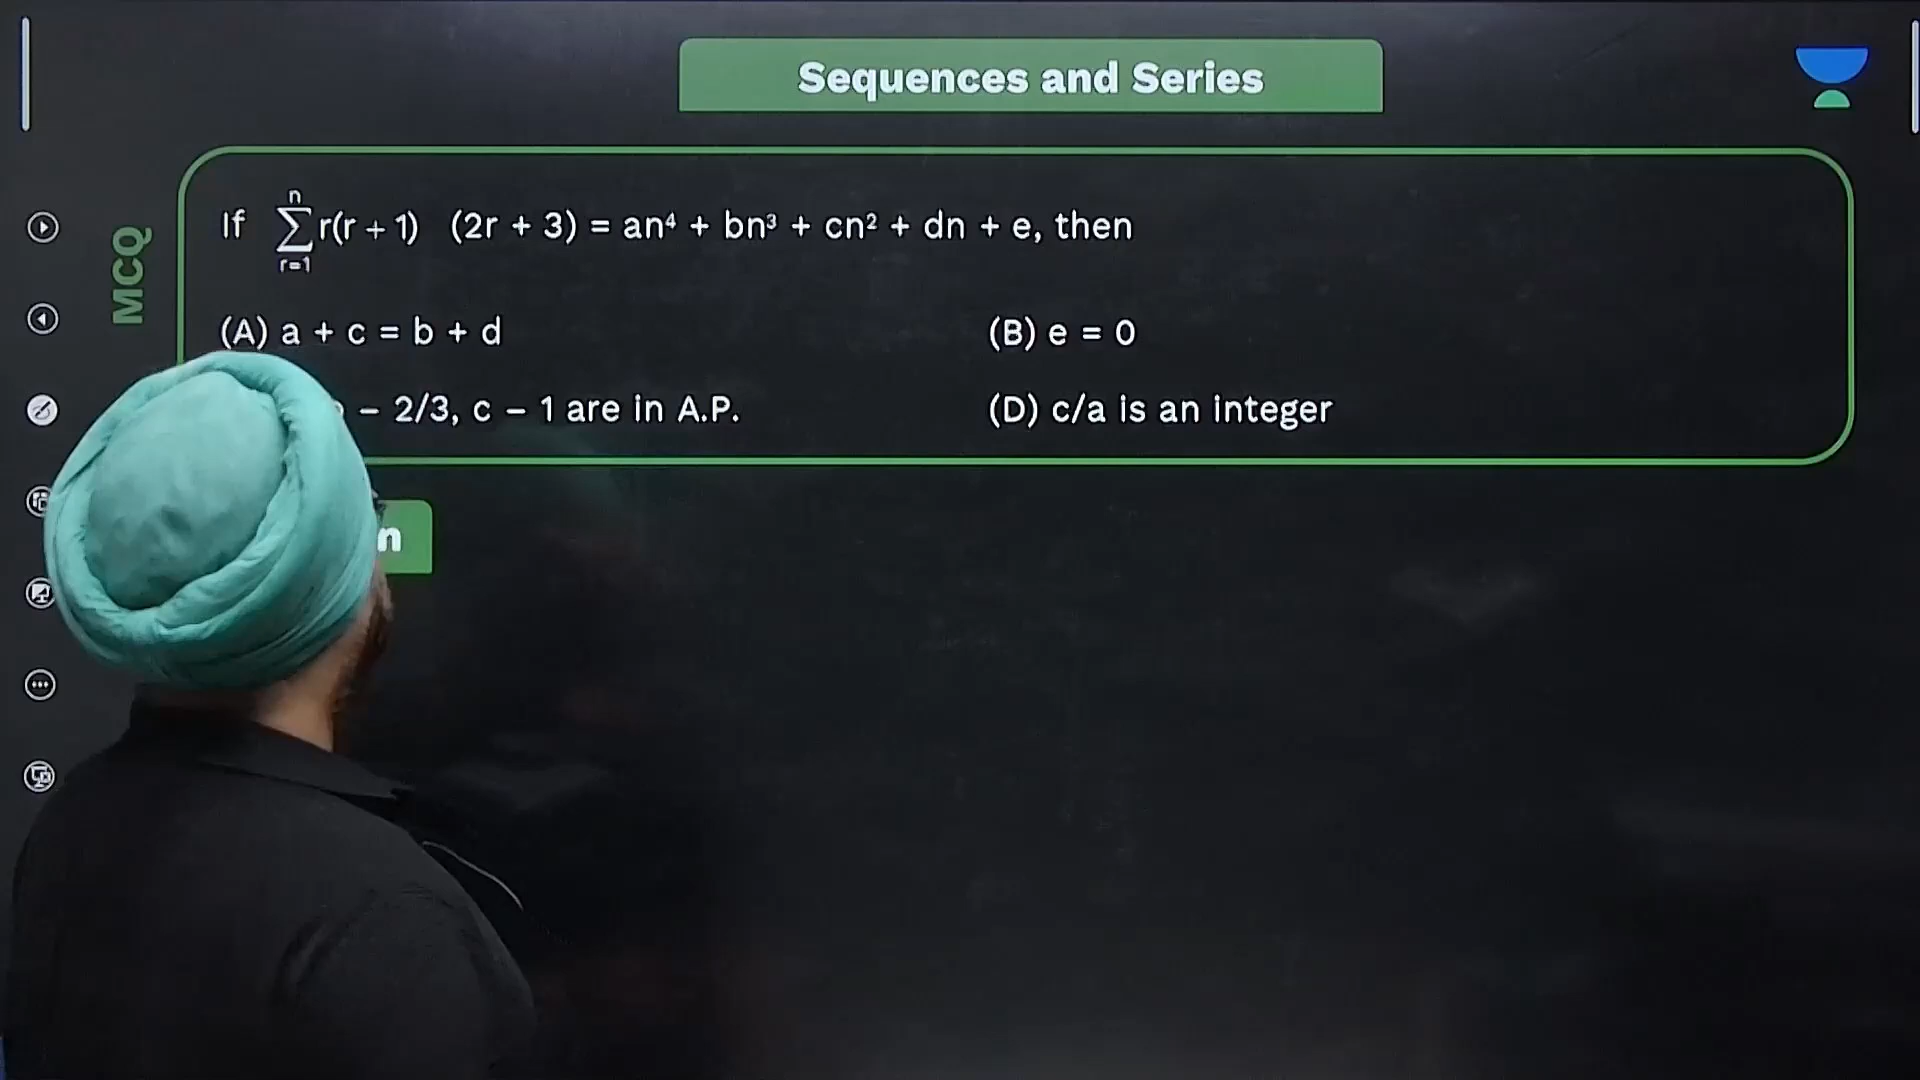 Sequences and Series
MCQ
If \sum_{r=1}^{n} r(r + 1) (2r + 3) = an⁴ + bn³ + cn² + dn + e, then
(A) a + c = b + d
(B) e = 0
– 2/3, c – 1 are in A.P.
(D) c/a is an integer
n